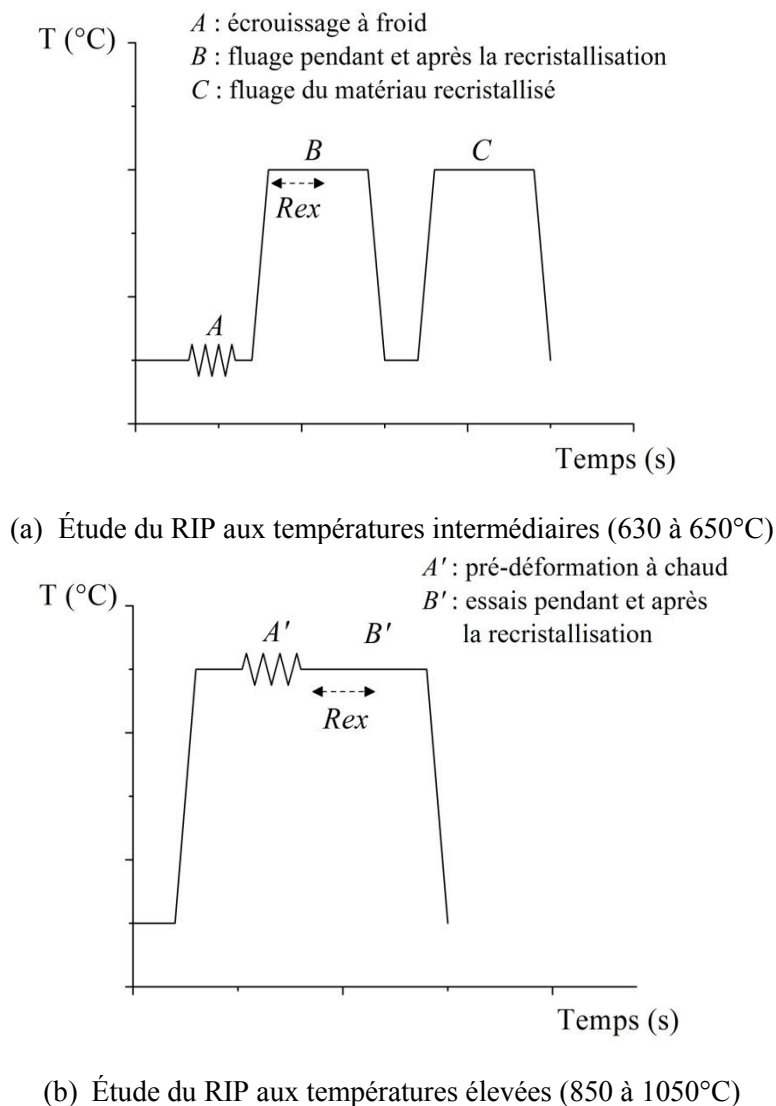 T (°C)
A : écrouissage à froid
B : fluage pendant et après la recristallisation
C : fluage du matériau recristallisé
B
C
Rex
A
Temps (s)
(a) Étude du RIP aux températures intermédiaires (630 à 650°C)
T (°C)
A' : pré-déformation à chaud
B' : essais pendant et après
la recristallisation
A'
B'
Rex
Temps (s)
(b) Étude du RIP aux températures élevées (850 à 1050°C)